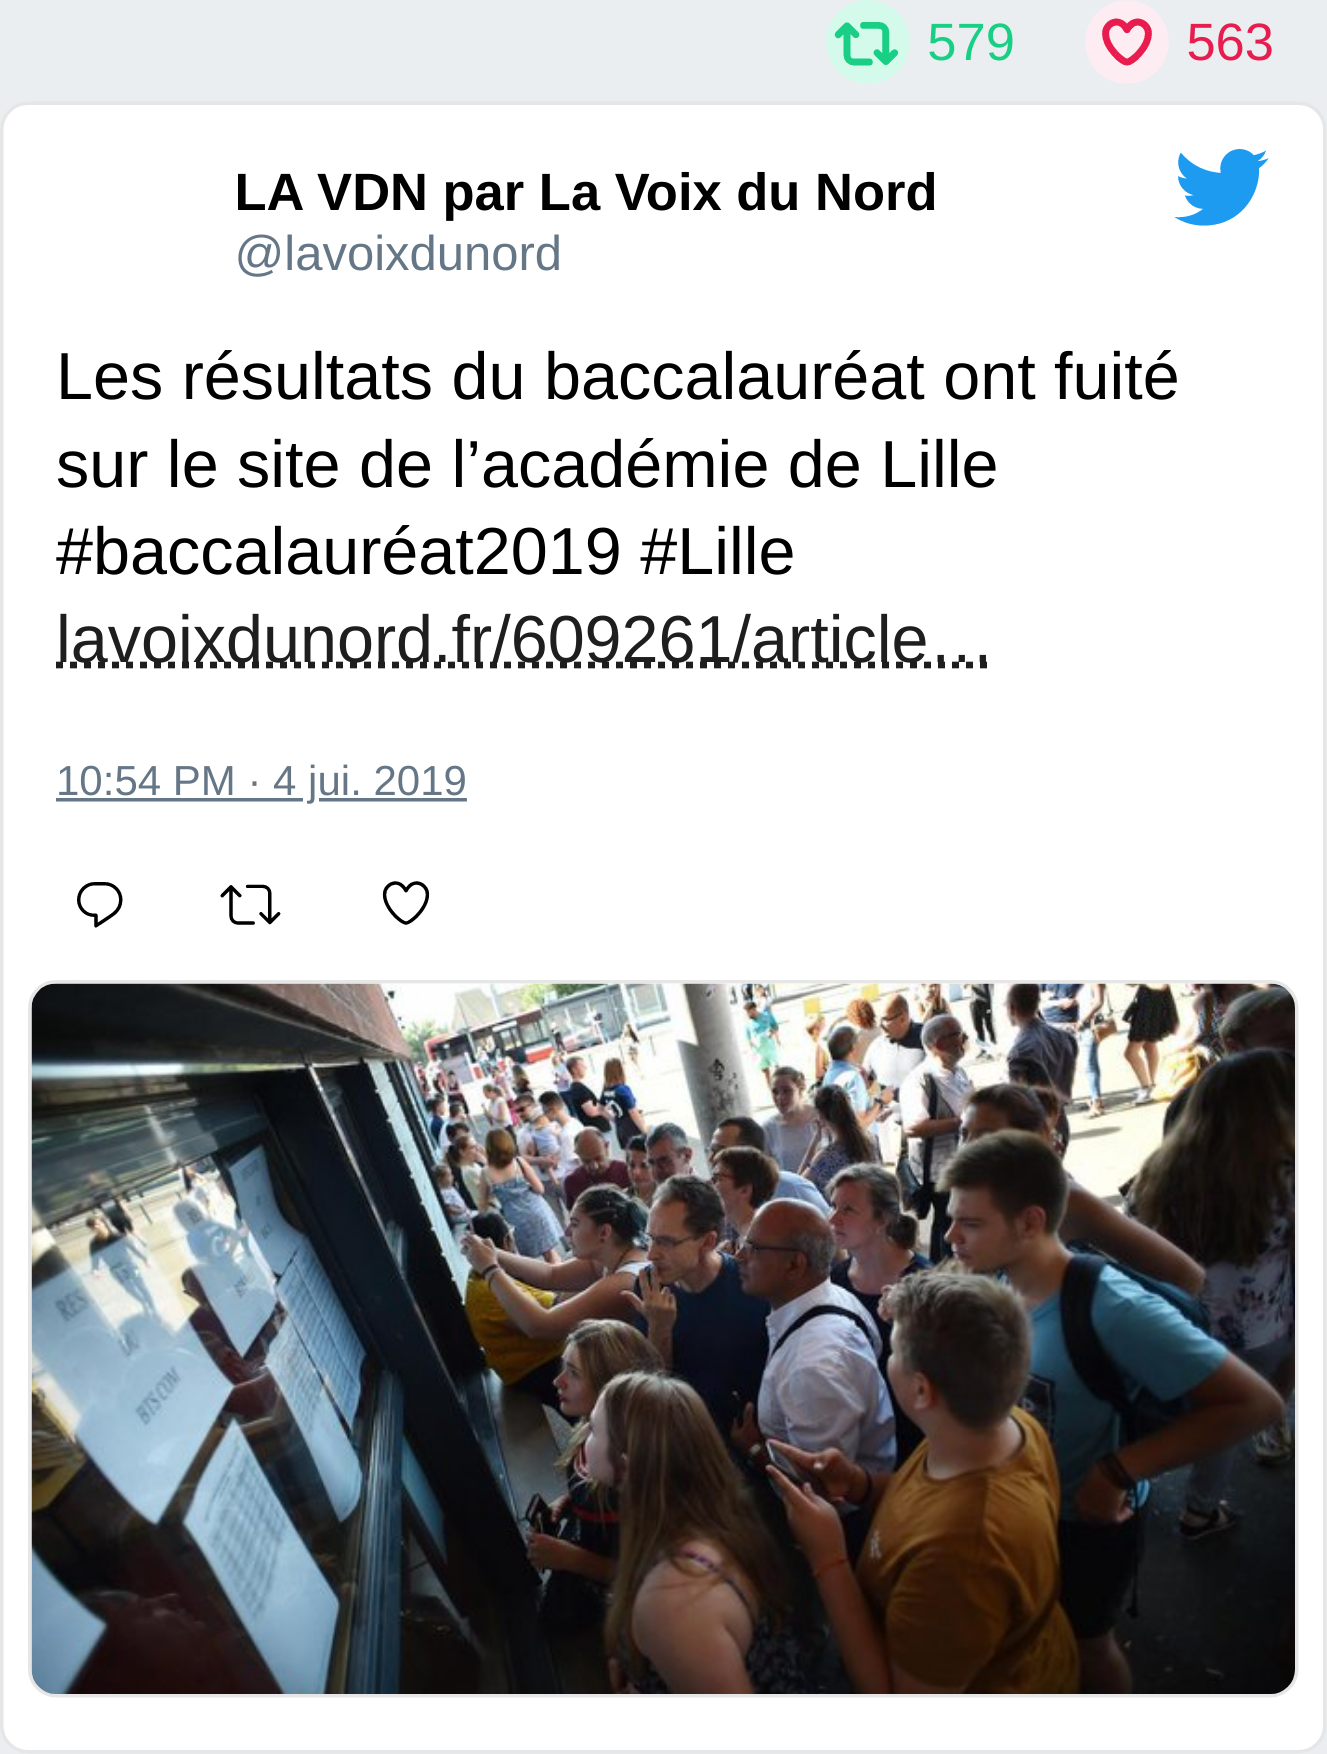 579 563
LA VDN par La Voix du Nord
@lavoixdunord
Les résultats du baccalauréat ont fuité
sur le site de l’académie de Lille
#baccalauréat2019 #Lille
lavoixdunord.fr/609261/article…
10:54 PM · 4 jui. 2019
RES
BTS COM